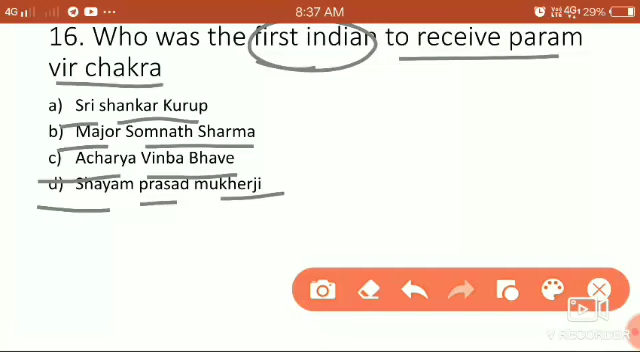 4G 8:37 AM 4G 29%
16. Who was the first indian to receive param
vir chakra
a) Sri shankar Kurup
b) Major Somnath Sharma
c) Acharya Vinba Bhave
d) Shayam prasad mukherji
V RECORDER